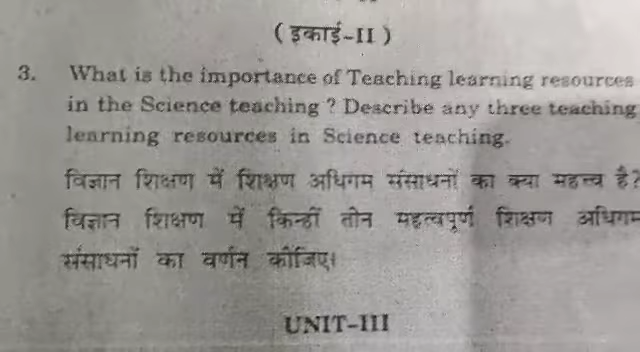 ( इकाई-II )
3. What is the importance of Teaching learning resources
in the Science teaching ? Describe any three teaching
learning resources in Science teaching.
विज्ञान शिक्षण में शिक्षण अधिगम संसाधनों का क्या महत्त्व है?
विज्ञान शिक्षण में किन्हीं तीन महत्वपूर्ण शिक्षण अधिगम
संसाधनों का वर्णन कीजिए।
UNIT-III